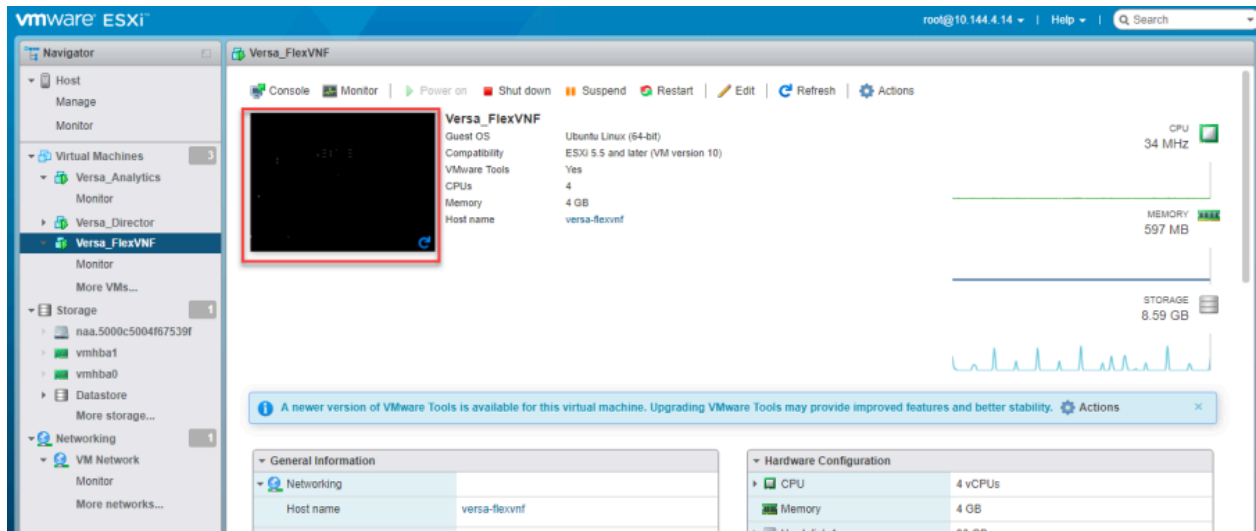 vmware ESXi™
root@10.144.4.14 | Help | Search
Navigator
Host
Manage
Monitor
Virtual Machines 3
Versa_Analytics
Monitor
Versa_Director
Versa_FlexVNF
Monitor
More VMs...
Storage 1
naa.5000c5004f67539f
vmhba1
vmhba0
Datastore
More storage...
Networking 1
VM Network
Monitor
More networks...
Versa_FlexVNF
Console Monitor | Power on Shut down Suspend Restart | Edit | Refresh | Actions
Versa_FlexVNF
Guest OS Ubuntu Linux (64-bit)
Compatibility ESXi 5.5 and later (VM version 10)
VMware Tools Yes
CPUs 4
Memory 4 GB
Host name versa-flexvnf
CPU
34 MHz
MEMORY
597 MB
STORAGE
8.59 GB
A newer version of VMware Tools is available for this virtual machine. Upgrading VMware Tools may provide improved features and better stability. Actions
General Information
Networking
Host name versa-flexvnf
Hardware Configuration
CPU 4 vCPUs
Memory 4 GB